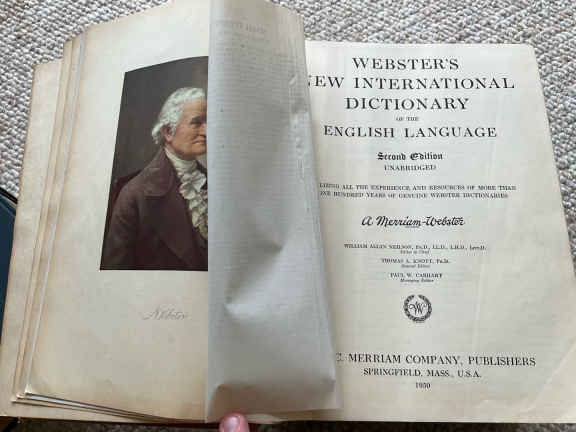 N Webster
WEBSTER'S
NEW INTERNATIONAL
DICTIONARY
OF THE
ENGLISH LANGUAGE
Second Edition
UNABRIDGED
LIZING ALL THE EXPERIENCE AND RESOURCES OF MORE THAN
ONE HUNDRED YEARS OF GENUINE WEBSTER DICTIONARIES
A Merriam-Webster
WILLIAM ALLAN NEILSON, PH.D., LL.D., L.H.D., LITT.D.
Editor in Chief
THOMAS A. KNOTT, PH.D.
General Editor
PAUL W. CARHART
Managing Editor
W
C. MERRIAM COMPANY, PUBLISHERS
SPRINGFIELD, MASS., U.S.A.
1950